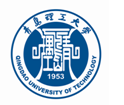 青岛理工大学
1953
QINGDAO UNIVERSITY OF TECHNOLOGY